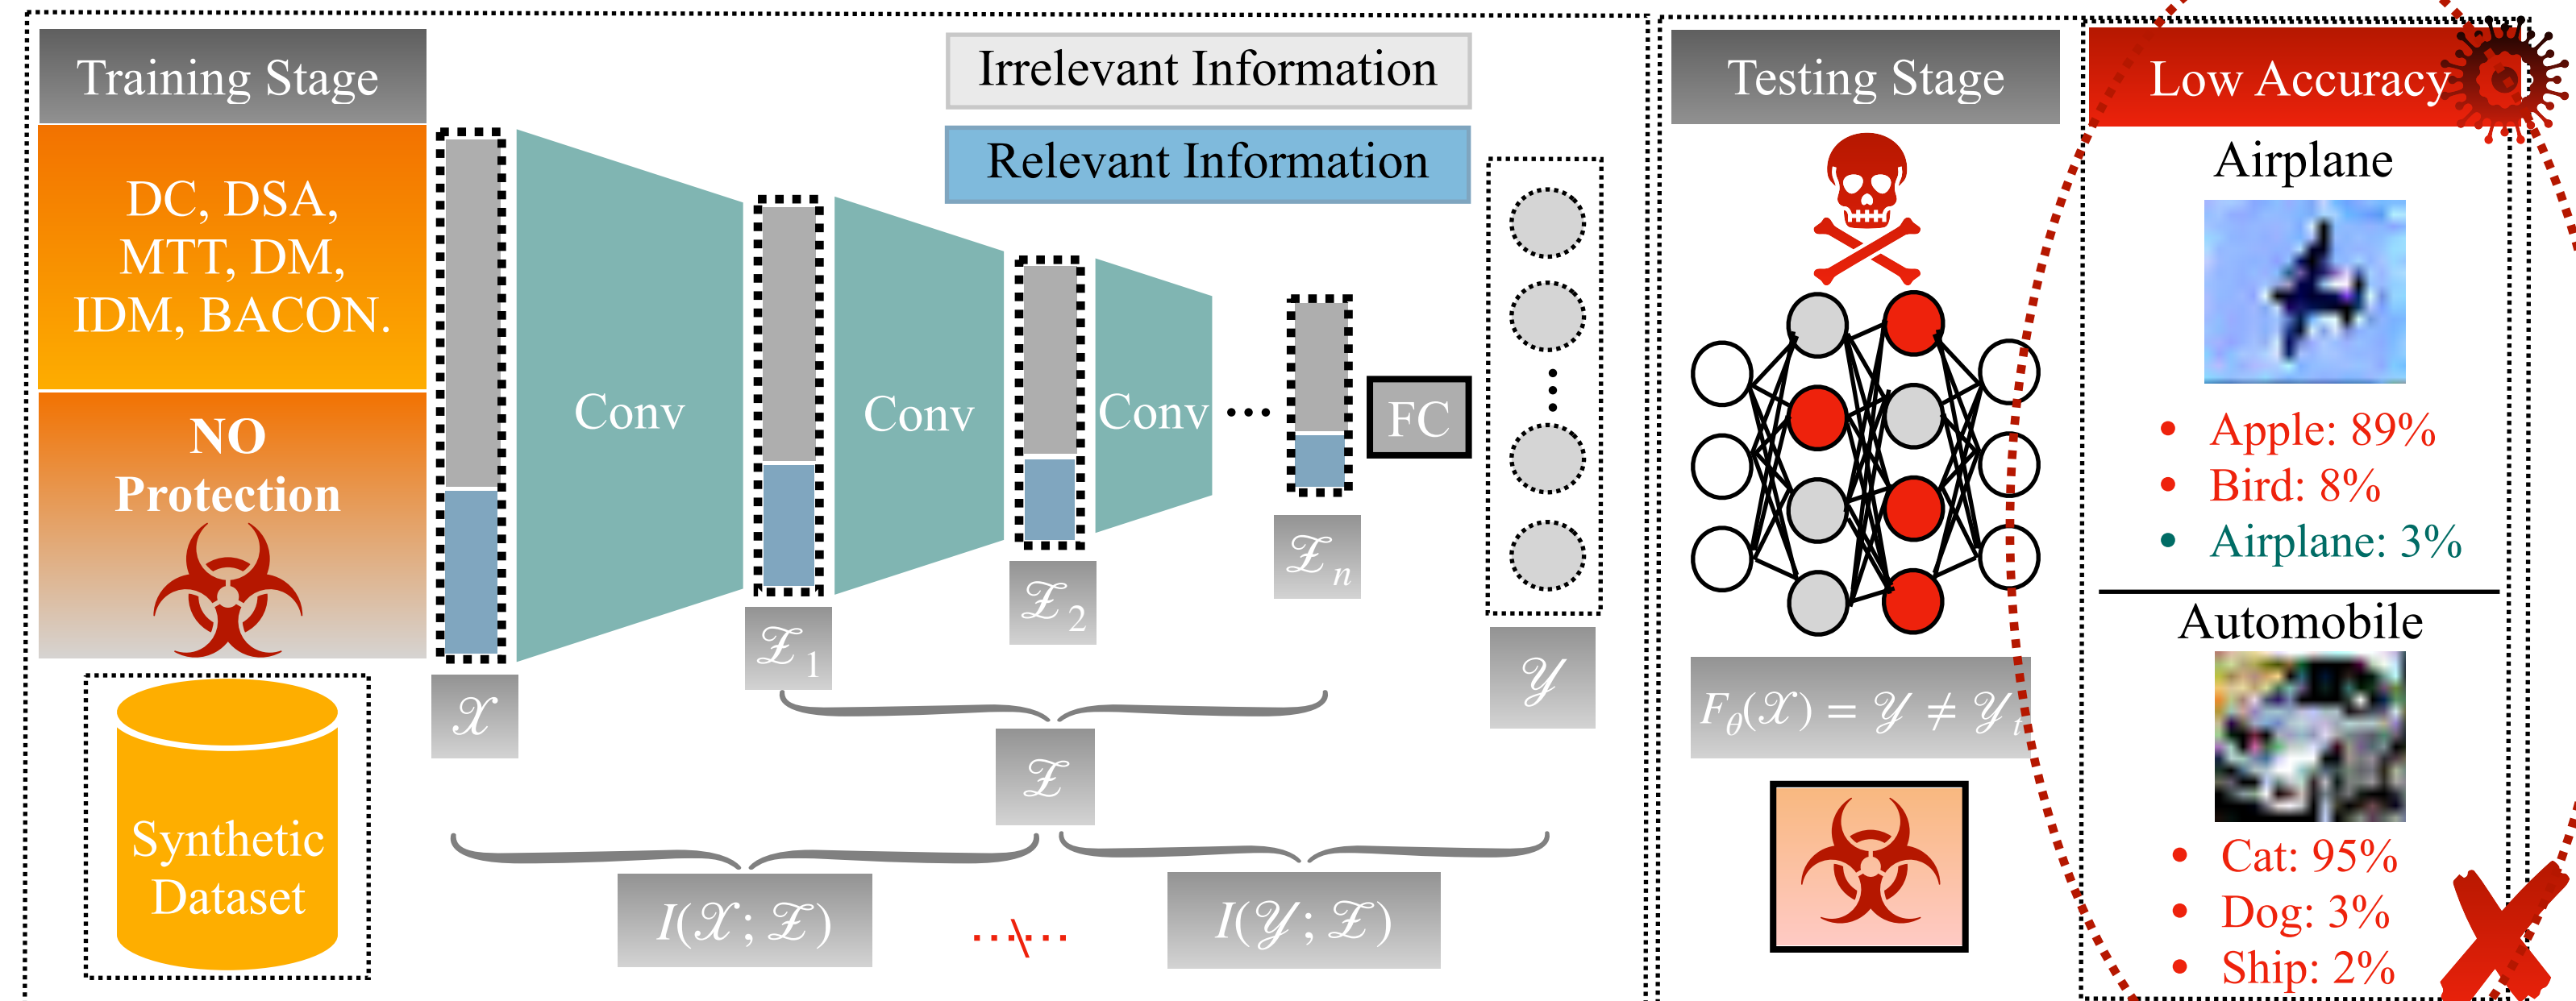 Training Stage
DC, DSA,
MTT, DM,
IDM, BACON.
NO
Protection
Synthetic
Dataset
Irrelevant Information
Relevant Information
Conv
Conv
Conv
...
FC
𝒳
𝒵1
𝒵2
𝒵n
𝒴
𝒵
I(𝒳; 𝒵)
I(𝒴; 𝒵)
Testing Stage
Fθ(𝒳) = 𝒴 ≠ 𝒴t
Low Accuracy
Airplane
• Apple: 89%
• Bird: 8%
• Airplane: 3%
Automobile
• Cat: 95%
• Dog: 3%
• Ship: 2%